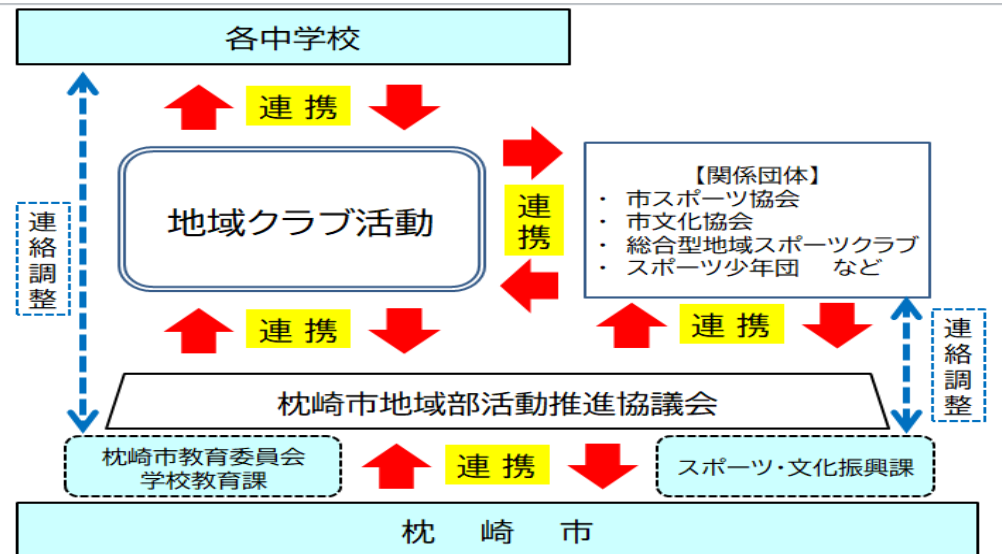 各中学校
連 携
地域クラブ活動
連
携
【関係団体】
・ 市スポーツ協会
・ 市文化協会
・ 総合型地域スポーツクラブ
・ スポーツ少年団 など
連
絡
調
整
連 携
連 携
連
絡
調
整
枕崎市地域部活動推進協議会
枕崎市教育委員会
学校教育課
連 携
スポーツ・文化振興課
枕 崎 市